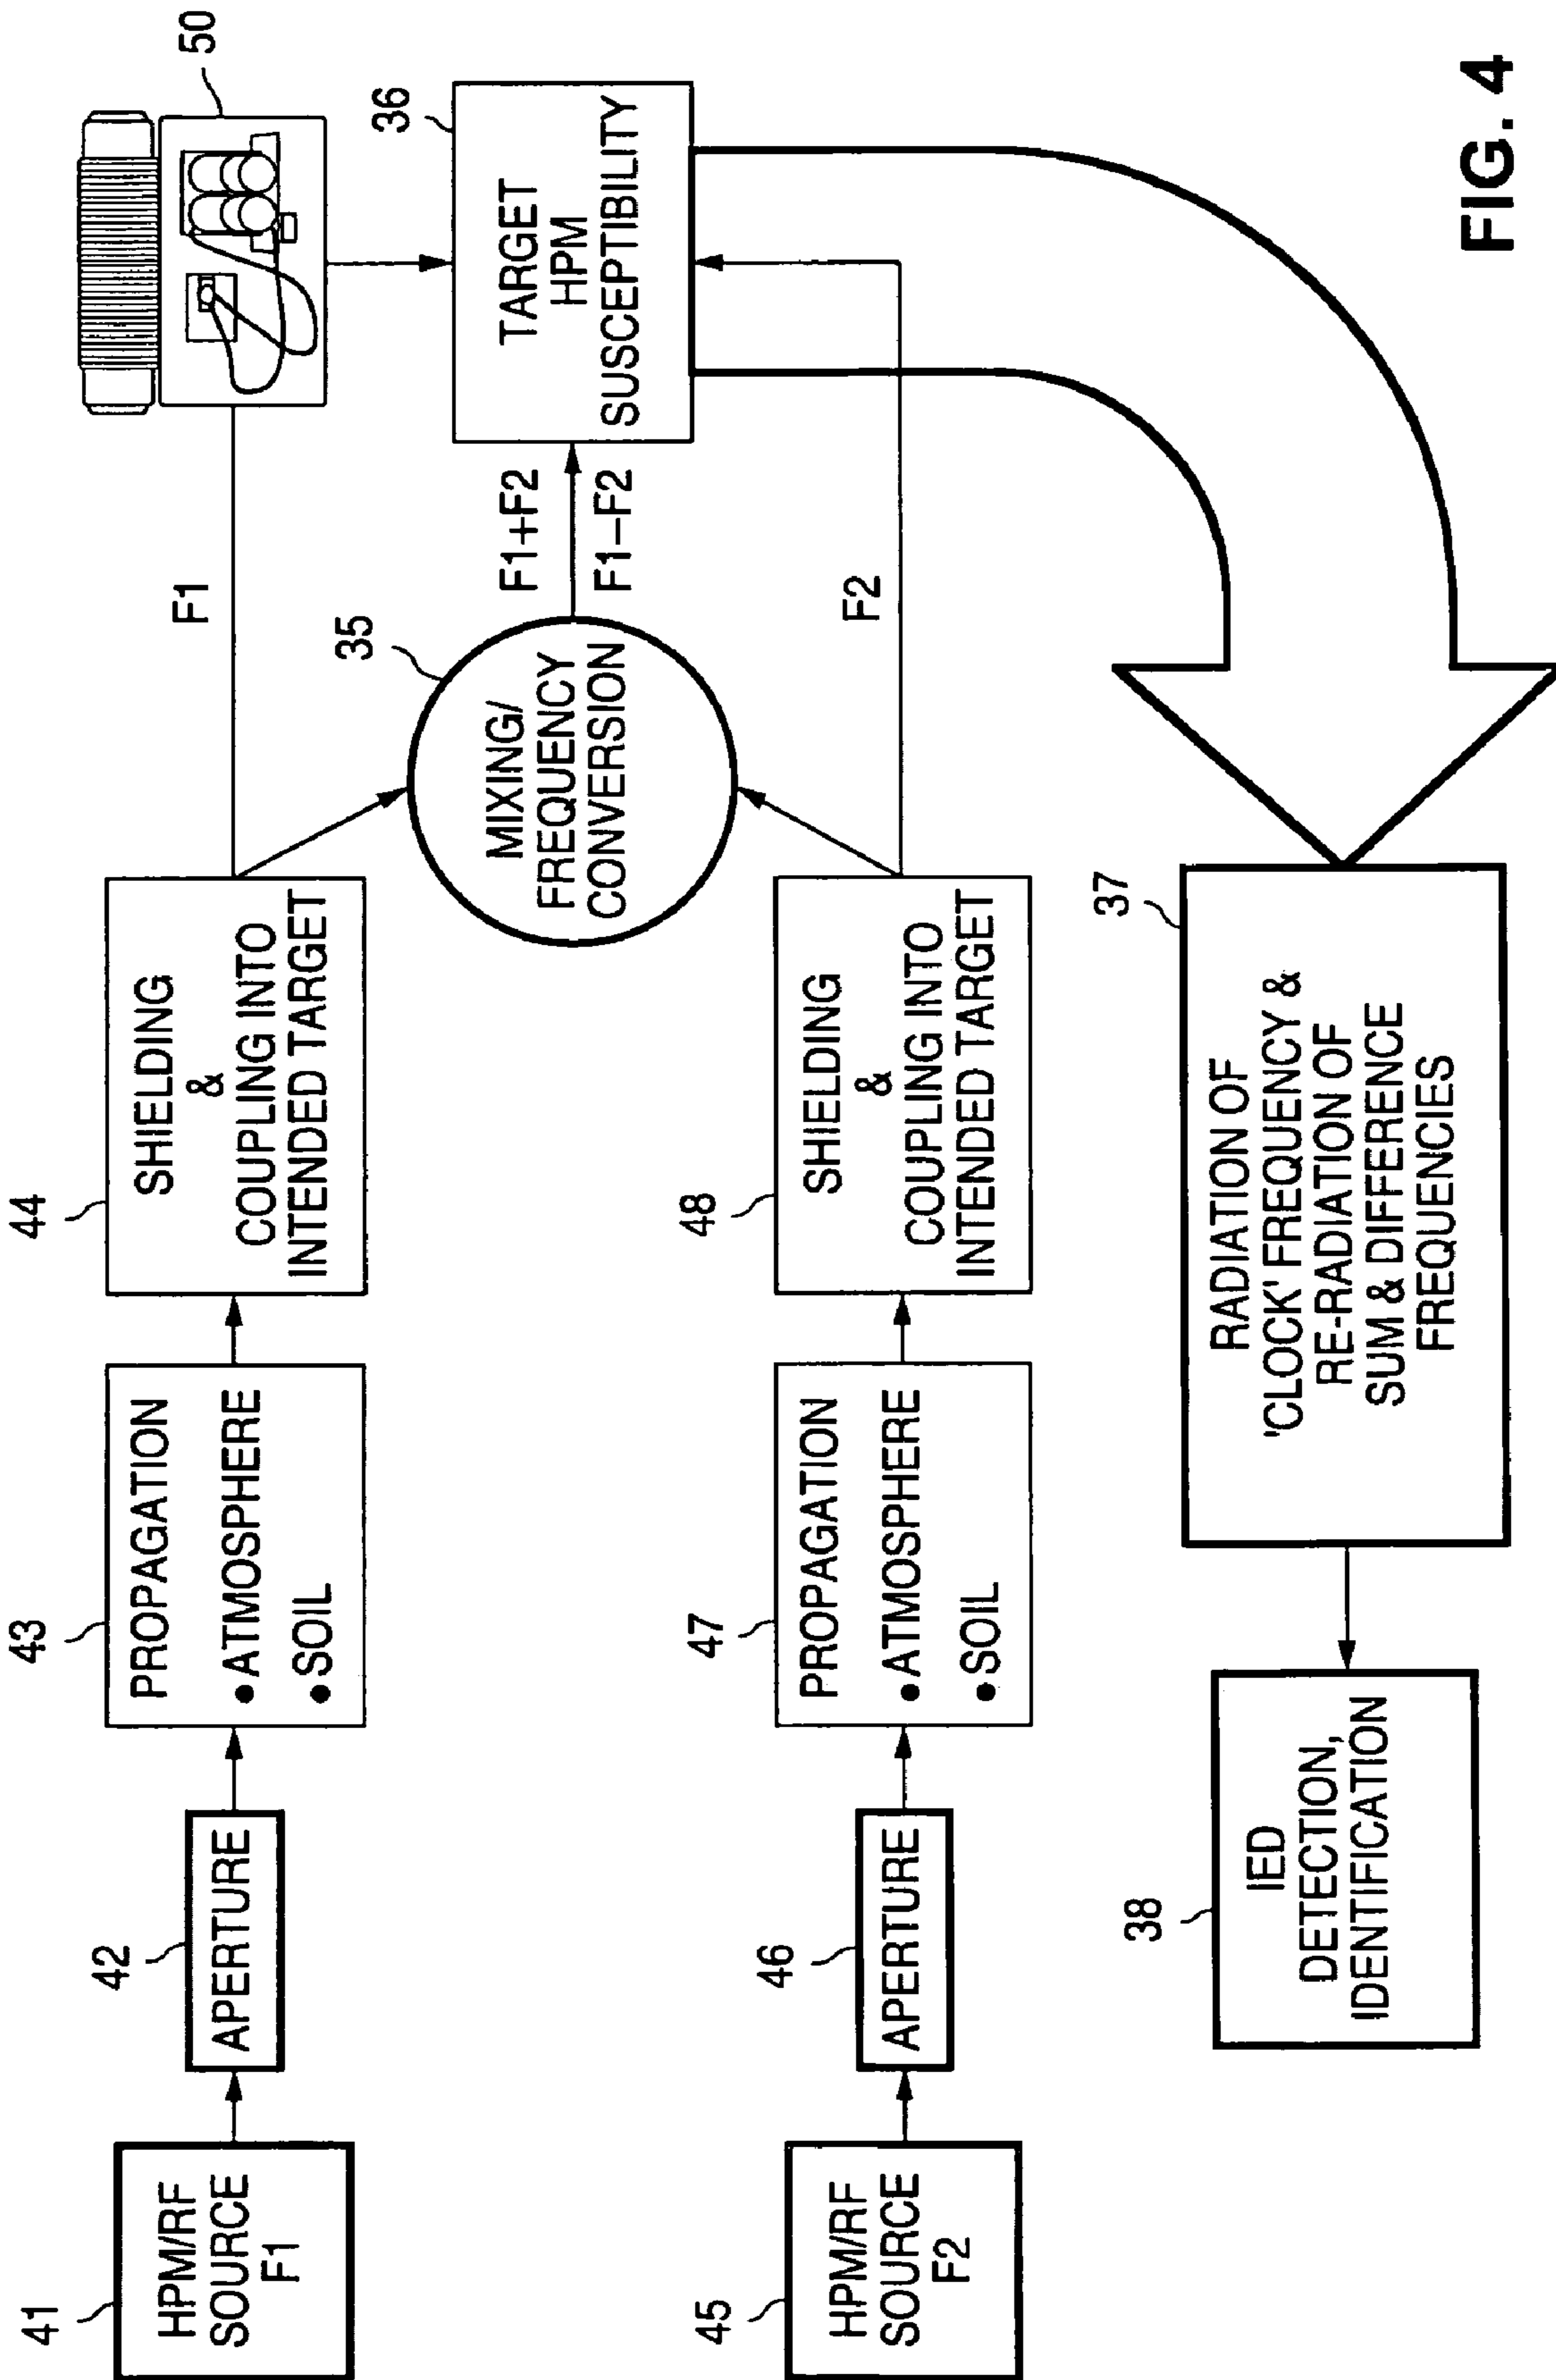 41
HPM/RF
SOURCE
F1
42
APERTURE
43
PROPAGATION
• ATMOSPHERE
• SOIL
44
SHIELDING
&
COUPLING INTO
INTENDED TARGET
F1
50
35
MIXING/
FREQUENCY
CONVERSION
F1+F2
F1–F2
36
TARGET
HPM
SUSCEPTIBILITY
45
HPM/RF
SOURCE
F2
46
APERTURE
47
PROPAGATION
• ATMOSPHERE
• SOIL
48
SHIELDING
&
COUPLING INTO
INTENDED TARGET
F2
38
IED
DETECTION,
IDENTIFICATION
37
RADIATION OF
'CLOCK' FREQUENCY &
RE-RADIATION OF
SUM & DIFFERENCE
FREQUENCIES
FIG. 4